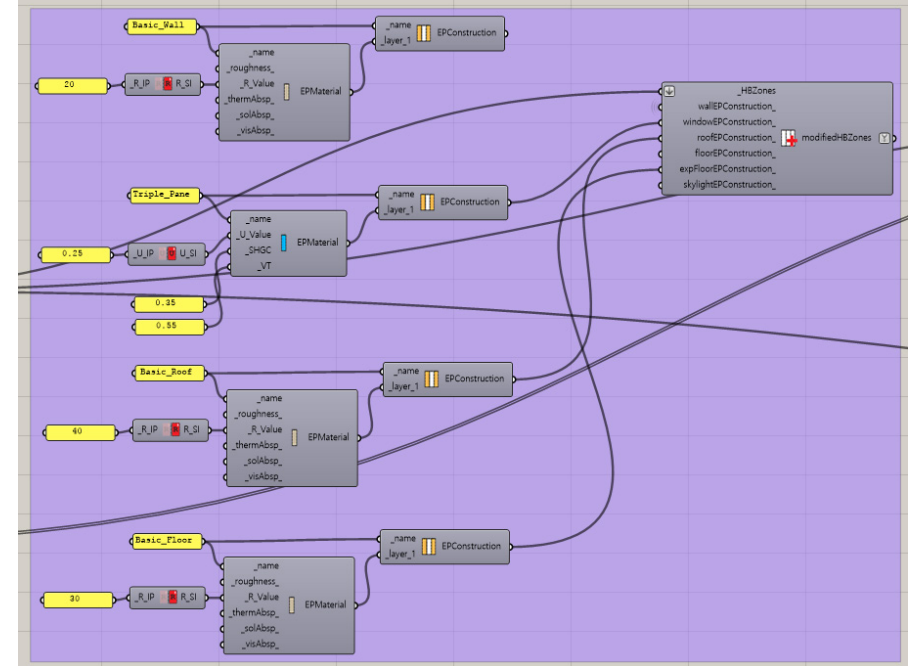 Basic_Wall
_name
_layer_1
EPConstruction
20
_R_IP
R_SI
_name
_roughness_
_R_Value
_thermAbsp_
_solAbsp_
_visAbsp_
EPMaterial
_HBZones
wallEPConstruction_
windowEPConstruction_
roofEPConstruction_
floorEPConstruction_
expFloorEPConstruction_
skylightEPConstruction_
modifiedHBZones
Triple_Pane
_name
_layer_1
EPConstruction
0.25
_U_IP
U_SI
_name
_U_Value
_SHGC
_VT
EPMaterial
0.35
0.55
Basic_Roof
_name
_layer_1
EPConstruction
40
_R_IP
R_SI
_name
_roughness_
_R_Value
_thermAbsp_
_solAbsp_
_visAbsp_
EPMaterial
Basic_Floor
_name
_layer_1
EPConstruction
30
_R_IP
R_SI
_name
_roughness_
_R_Value
_thermAbsp_
_solAbsp_
_visAbsp_
EPMaterial